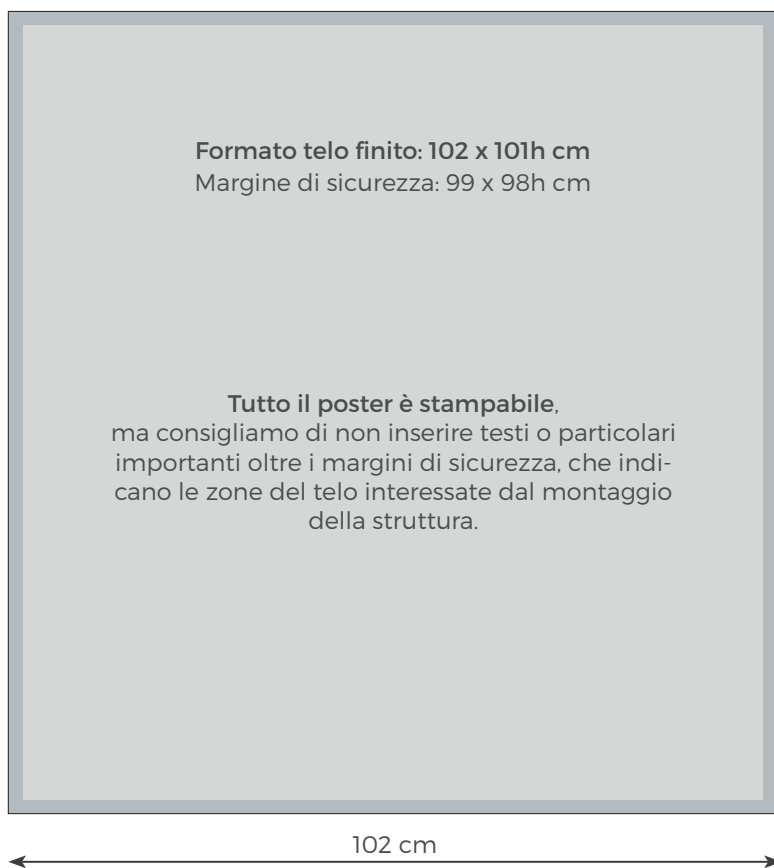 Formato telo finito: 102 x 101h cm
Margine di sicurezza: 99 x 98h cm
Tutto il poster è stampabile,
ma consigliamo di non inserire testi o particolari
importanti oltre i margini di sicurezza, che indi-
cano le zone del telo interessate dal montaggio
della struttura.
102 cm